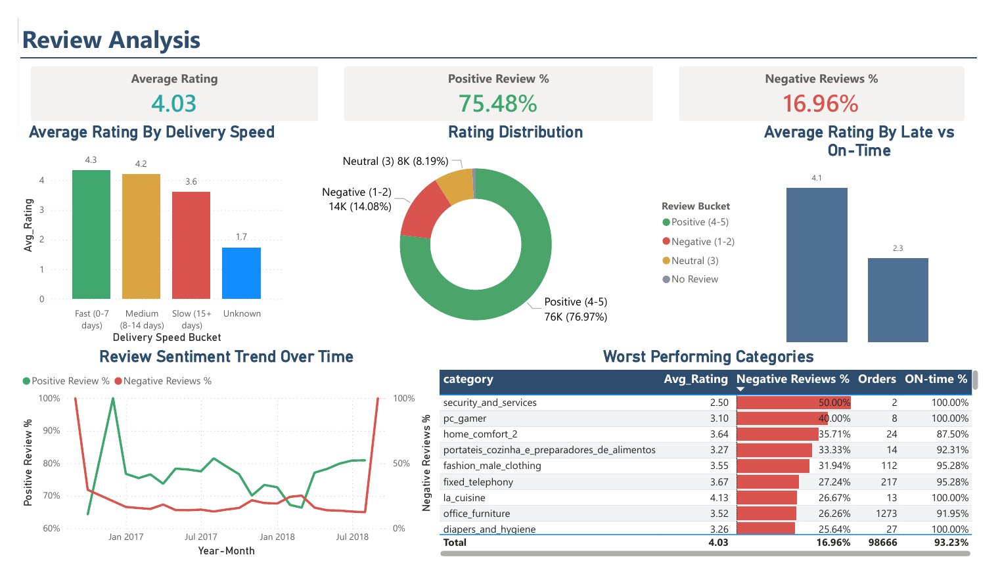 Review Analysis
Average Rating
4.03
Positive Review %
75.48%
Negative Reviews %
16.96%
Average Rating By Delivery Speed
4.3
4.2
3.6
1.7
4
3
2
1
0
Avg_Rating
Fast (0-7
days)
Medium
(8-14 days)
Slow (15+
days)
Unknown
Delivery Speed Bucket
Rating Distribution
Neutral (3) 8K (8.19%)
Negative (1-2)
14K (14.08%)
Positive (4-5)
76K (76.97%)
Review Bucket
Positive (4-5)
Negative (1-2)
Neutral (3)
No Review
Average Rating By Late vs
On-Time
4.1
2.3
Review Sentiment Trend Over Time
Positive Review % Negative Reviews %
100%
90%
80%
70%
60%
Positive Review %
100%
50%
0%
Negative Reviews %
Jan 2017 Jul 2017 Jan 2018 Jul 2018
Year-Month
Worst Performing Categories
category Avg_Rating Negative Reviews % Orders ON-time %
security_and_services 2.50 50.00% 2 100.00%
pc_gamer 3.10 40.00% 8 100.00%
home_comfort_2 3.64 35.71% 24 87.50%
portateis_cozinha_e_preparadores_de_alimentos 3.27 33.33% 14 92.31%
fashion_male_clothing 3.55 31.94% 112 95.28%
fixed_telephony 3.67 27.24% 217 95.28%
la_cuisine 4.13 26.67% 13 100.00%
office_furniture 3.52 26.26% 1273 91.95%
diapers_and_hygiene 3.26 25.64% 27 100.00%
Total 4.03 16.96% 98666 93.23%